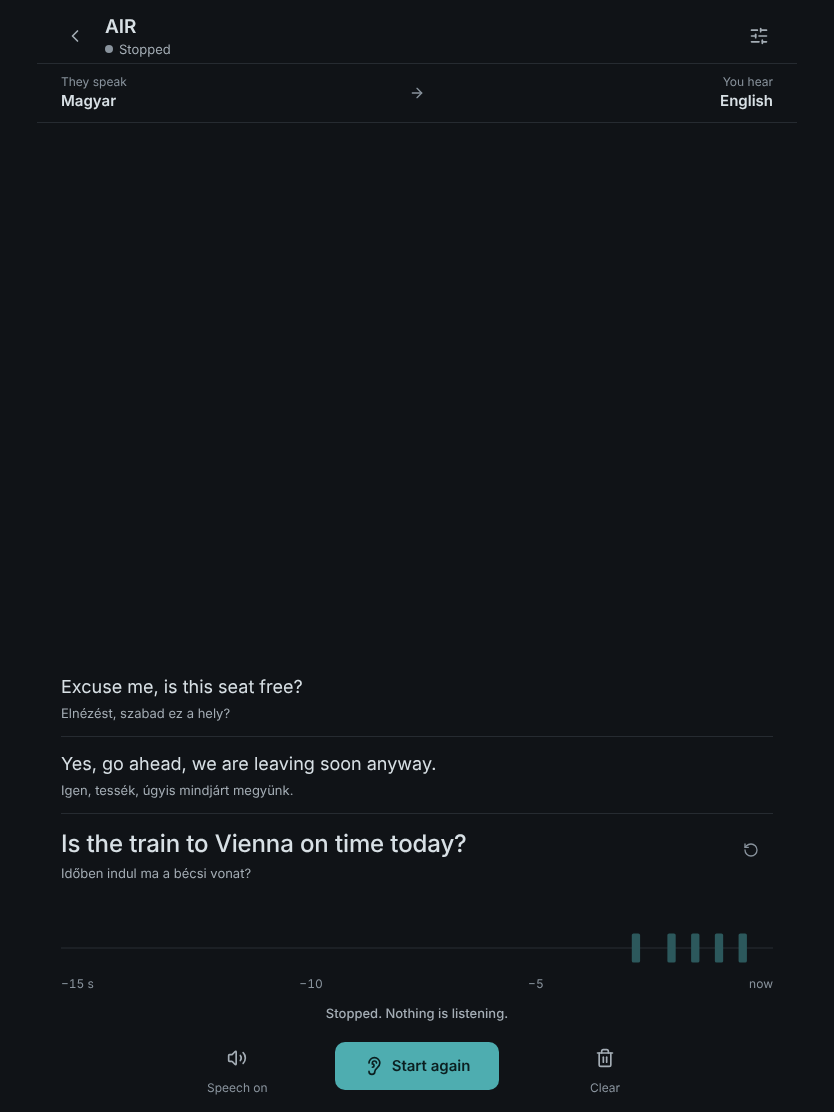 AIR
Stopped
They speak
You hear
Magyar
English
Excuse me, is this seat free?
Elnézést, szabad ez a hely?
Yes, go ahead, we are leaving soon anyway.
Igen, tessék, úgyis mindjárt megyünk.
Is the train to Vienna on time today?
Időben indul ma a bécsi vonat?
−15 s
−10
−5
now
Stopped. Nothing is listening.
Start again
Speech on
Clear